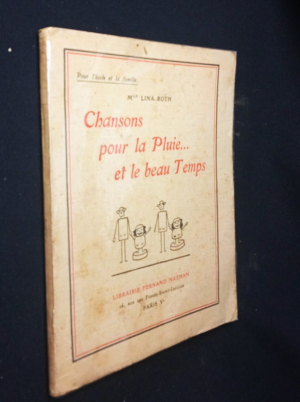 Pour l'école et la famille
Mme LINA ROTH
Chansons
pour la Pluie...
et le beau Temps
LIBRAIRIE FERNAND NATHAN
PARIS Ve